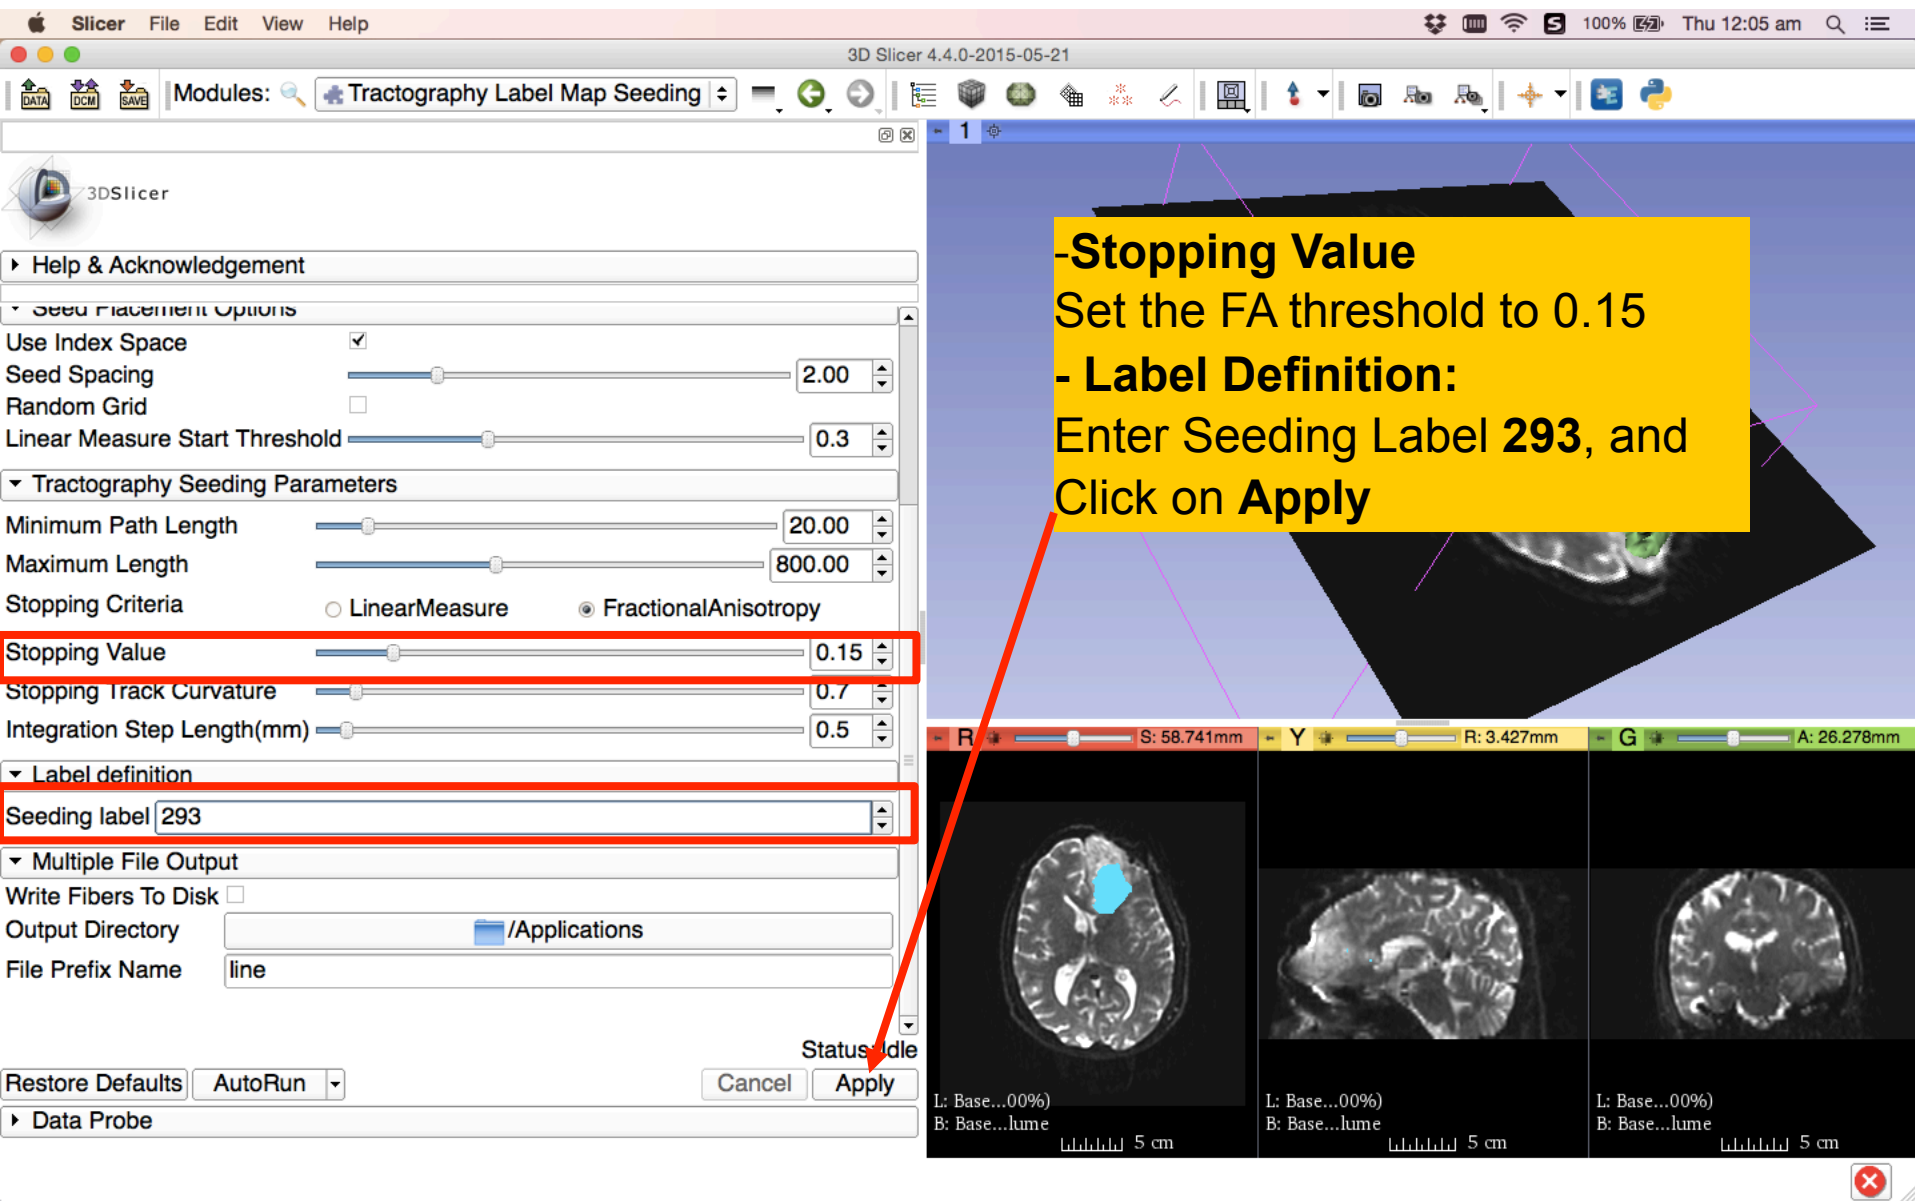 Slicer File Edit View Help
100% Thu 12:05 am
3D Slicer 4.4.0-2015-05-21
DATA DCM SAVE Modules: Tractography Label Map Seeding
1
3DSlicer
Help & Acknowledgement
Seed Placement Options
Use Index Space
Seed Spacing 2.00
Random Grid
Linear Measure Start Threshold 0.3
Tractography Seeding Parameters
Minimum Path Length 20.00
Maximum Length 800.00
Stopping Criteria LinearMeasure FractionalAnisotropy
Stopping Value 0.15
Stopping Track Curvature 0.7
Integration Step Length(mm) 0.5
Label definition
Seeding label 293
Multiple File Output
Write Fibers To Disk
Output Directory /Applications
File Prefix Name line
Status: Idle
Restore Defaults AutoRun Cancel Apply
Data Probe
-Stopping Value
Set the FA threshold to 0.15
- Label Definition:
Enter Seeding Label 293, and
Click on Apply
R S: 58.741mm
Y R: 3.427mm
G A: 26.278mm
L: Base...00%)
B: Base...lume
5 cm
L: Base...00%)
B: Base...lume
5 cm
L: Base...00%)
B: Base...lume
5 cm